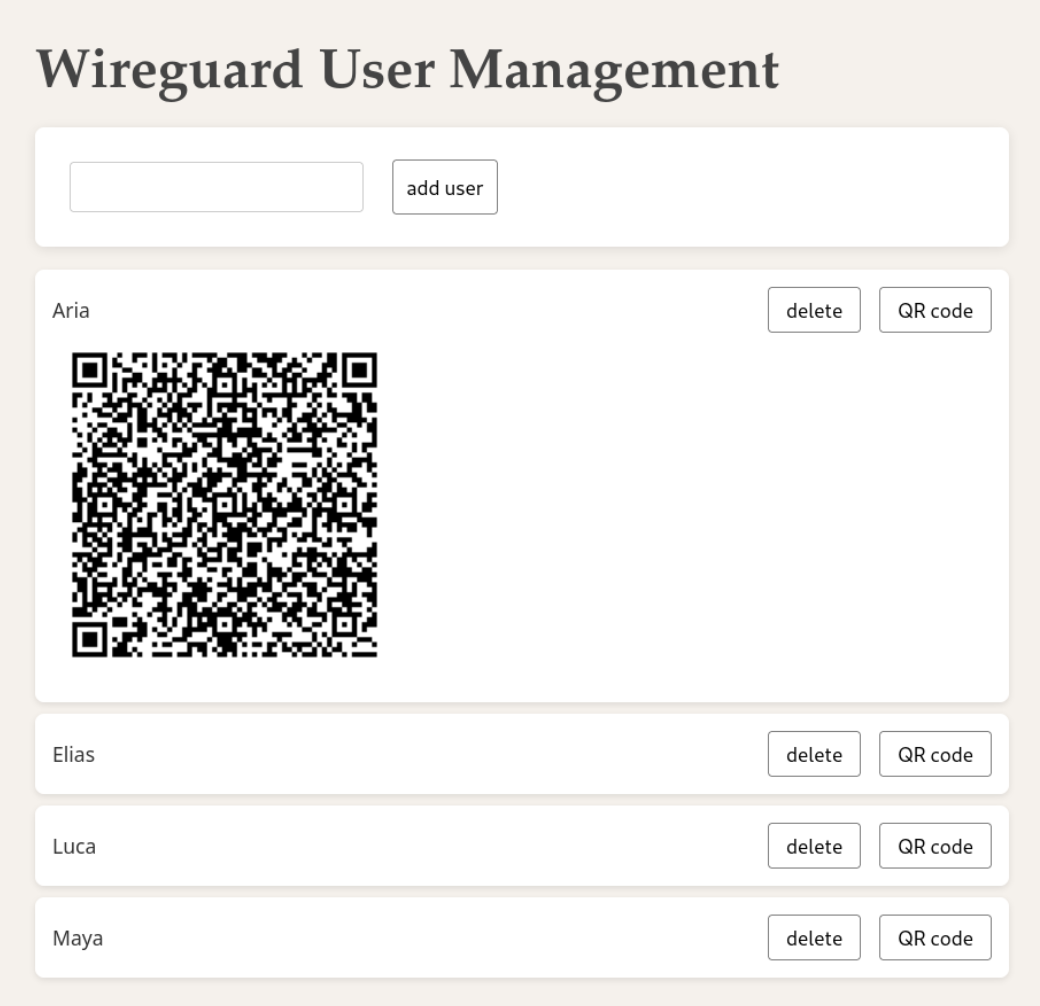 Wireguard User Management
add user
Aria delete QR code
Elias delete QR code
Luca delete QR code
Maya delete QR code